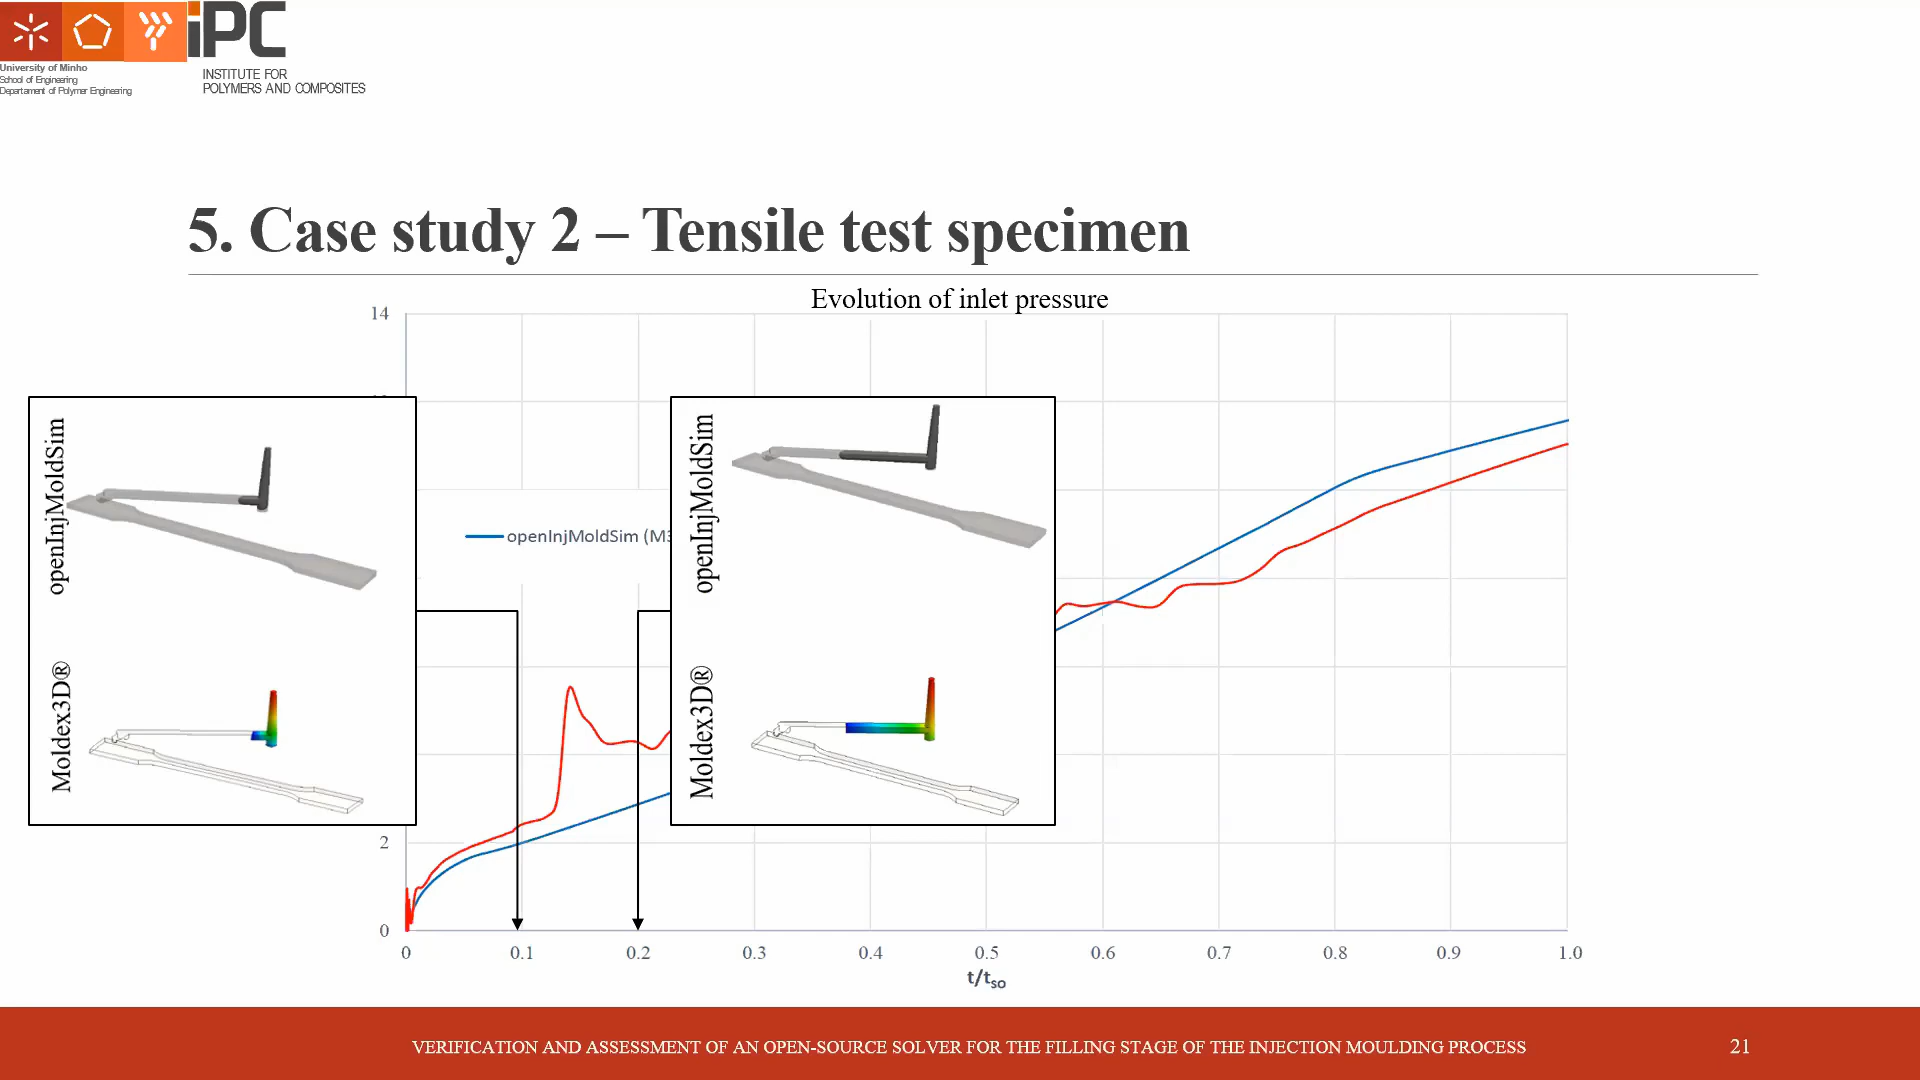 iPC
University of Minho
School of Engineering
Departament of Polymer Engineering
INSTITUTE FOR
POLYMERS AND COMPOSITES
5. Case study 2 – Tensile test specimen
Evolution of inlet pressure
14
openInjMoldSim
Moldex3D®
openInjMoldSim (M3
openInjMoldSim
Moldex3D®
2
0
0 0.1 0.2 0.3 0.4 0.5 0.6 0.7 0.8 0.9 1.0
t/tso
VERIFICATION AND ASSESSMENT OF AN OPEN-SOURCE SOLVER FOR THE FILLING STAGE OF THE INJECTION MOULDING PROCESS
21